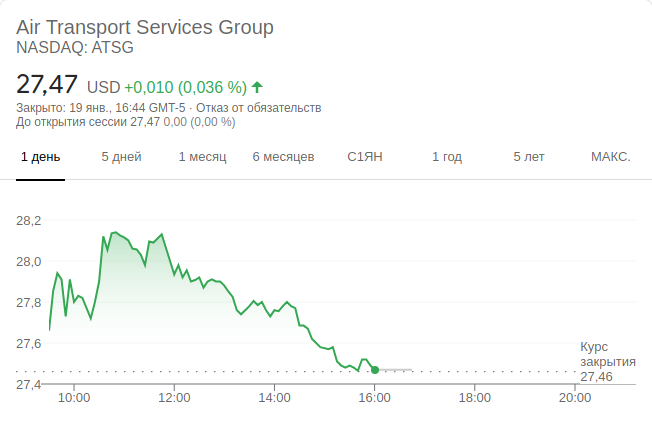 Air Transport Services Group
NASDAQ: ATSG
27,47 USD +0,010 (0,036 %)
Закрыто: 19 янв., 16:44 GMT-5 · Отказ от обязательств
До открытия сессии 27,47 0,00 (0,00 %)
1 день 5 дней 1 месяц 6 месяцев С1ЯН 1 год 5 лет МАКС.
28,2
28,0
27,8
27,6
27,4
Курс
закрытия
27,46
10:00 12:00 14:00 16:00 18:00 20:00